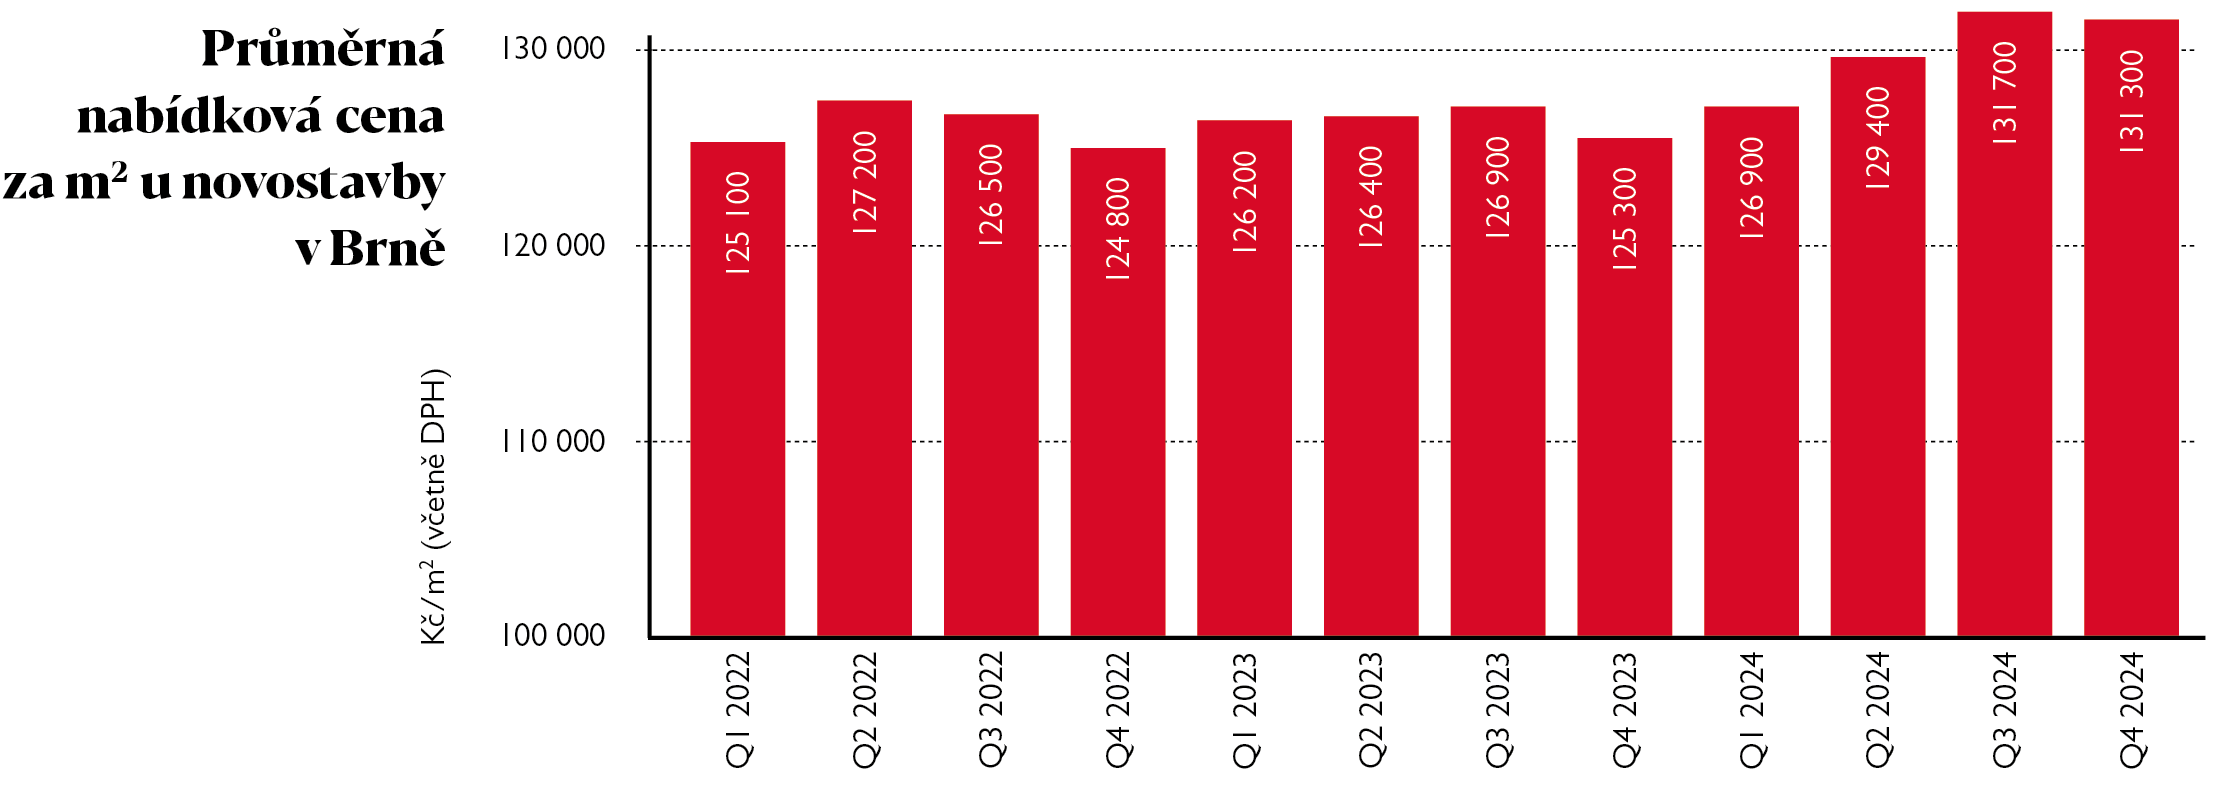 Průměrná
nabídková cena
za m² u novostavby
v Brně
Kč/m² (včetně DPH)
130 000
120 000
110 000
100 000
125 100
127 200
126 500
124 800
126 200
126 400
126 900
125 300
126 900
129 400
131 700
131 300
Q1 2022
Q2 2022
Q3 2022
Q4 2022
Q1 2023
Q2 2023
Q3 2023
Q4 2023
Q1 2024
Q2 2024
Q3 2024
Q4 2024